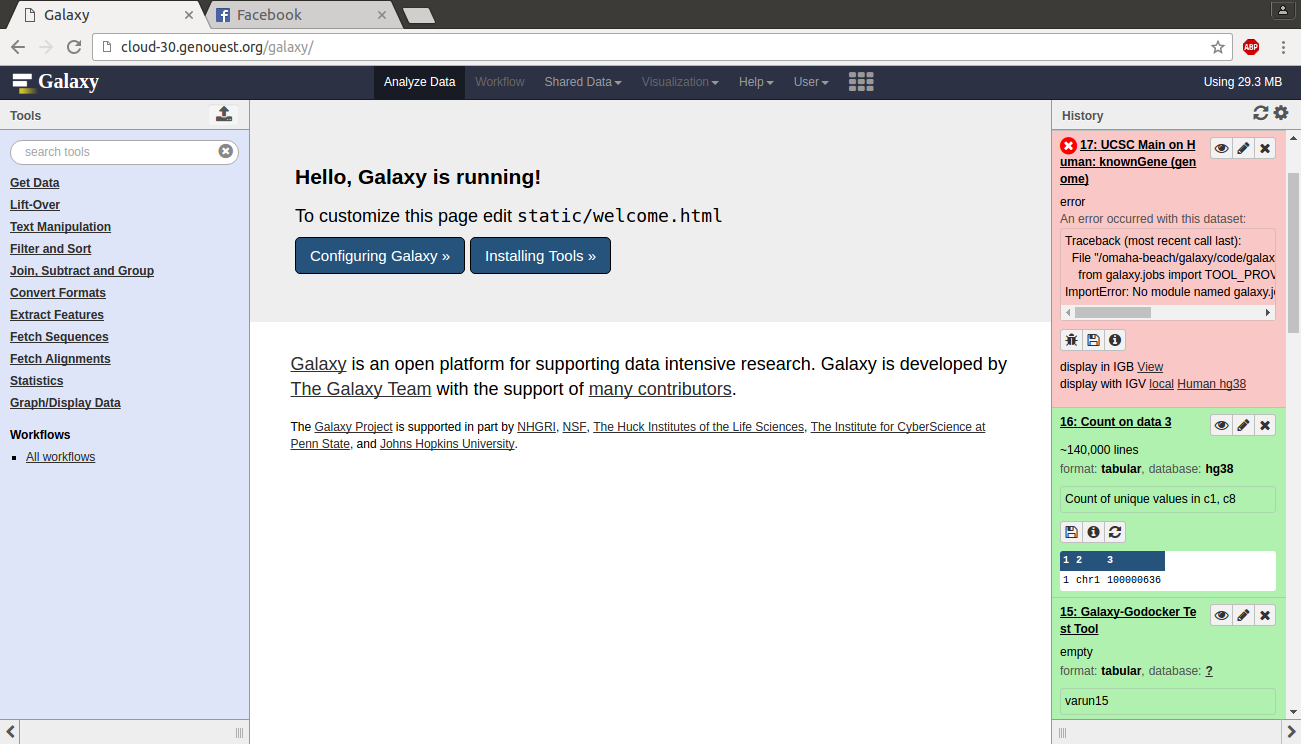 Galaxy
Facebook
cloud-30.genouest.org/galaxy/
ABP
Galaxy
Analyze Data
Workflow
Shared Data
Visualization
Help
User
Using 29.3 MB
Tools
search tools
Get Data
Lift-Over
Text Manipulation
Filter and Sort
Join, Subtract and Group
Convert Formats
Extract Features
Fetch Sequences
Fetch Alignments
Statistics
Graph/Display Data
Workflows
All workflows
Hello, Galaxy is running!
To customize this page edit static/welcome.html
Configuring Galaxy »
Installing Tools »
Galaxy is an open platform for supporting data intensive research. Galaxy is developed by
The Galaxy Team with the support of many contributors.
The Galaxy Project is supported in part by NHGRI, NSF, The Huck Institutes of the Life Sciences, The Institute for CyberScience at
Penn State, and Johns Hopkins University.
History
17: UCSC Main on H
uman: knownGene (gen
ome)
error
An error occurred with this dataset:
Traceback (most recent call last):
File "/omaha-beach/galaxy/code/galax
from galaxy.jobs import TOOL_PROV
ImportError: No module named galaxy.j
display in IGB View
display with IGV local Human hg38
16: Count on data 3
~140,000 lines
format: tabular, database: hg38
Count of unique values in c1, c8
1 2 3
1 chr1 100000636
15: Galaxy-Godocker Te
st Tool
empty
format: tabular, database: ?
varun15